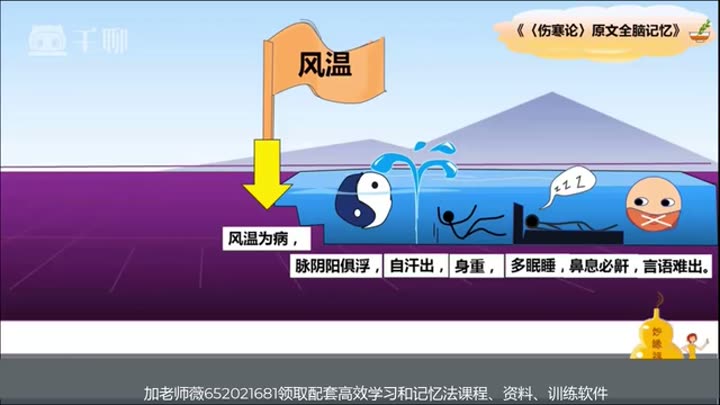 千聊
《〈伤寒论〉原文全脑记忆》
风温
zzz
风温为病，
脉阴阳俱浮，自汗出，身重，多眠睡，鼻息必鼾，言语难出。
加老师薇652021681领取配套高效学习和记忆法课程、资料、训练软件